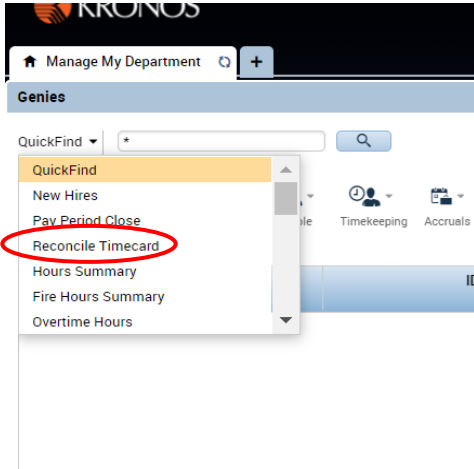 KRONOS
Manage My Department +
Genies
QuickFind *
QuickFind
New Hires
Pay Period Close
Reconcile Timecard
Hours Summary
Fire Hours Summary
Overtime Hours
Timekeeping Accruals